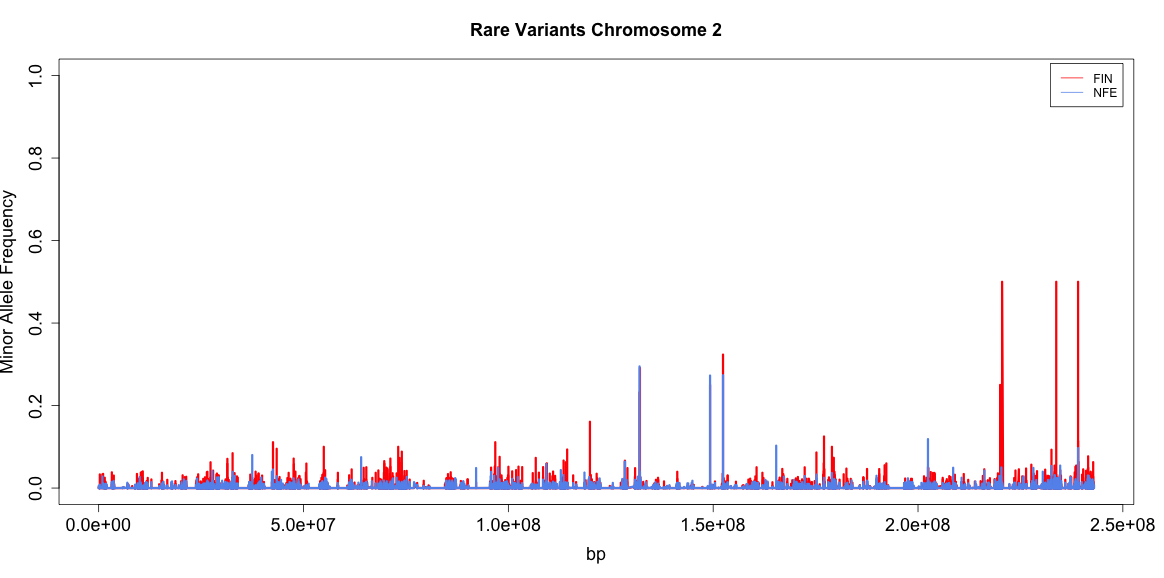 Rare Variants Chromosome 2
FIN
NFE
Minor Allele Frequency
1.0
0.8
0.6
0.4
0.2
0.0
0.0e+00 5.0e+07 1.0e+08 1.5e+08 2.0e+08 2.5e+08
bp